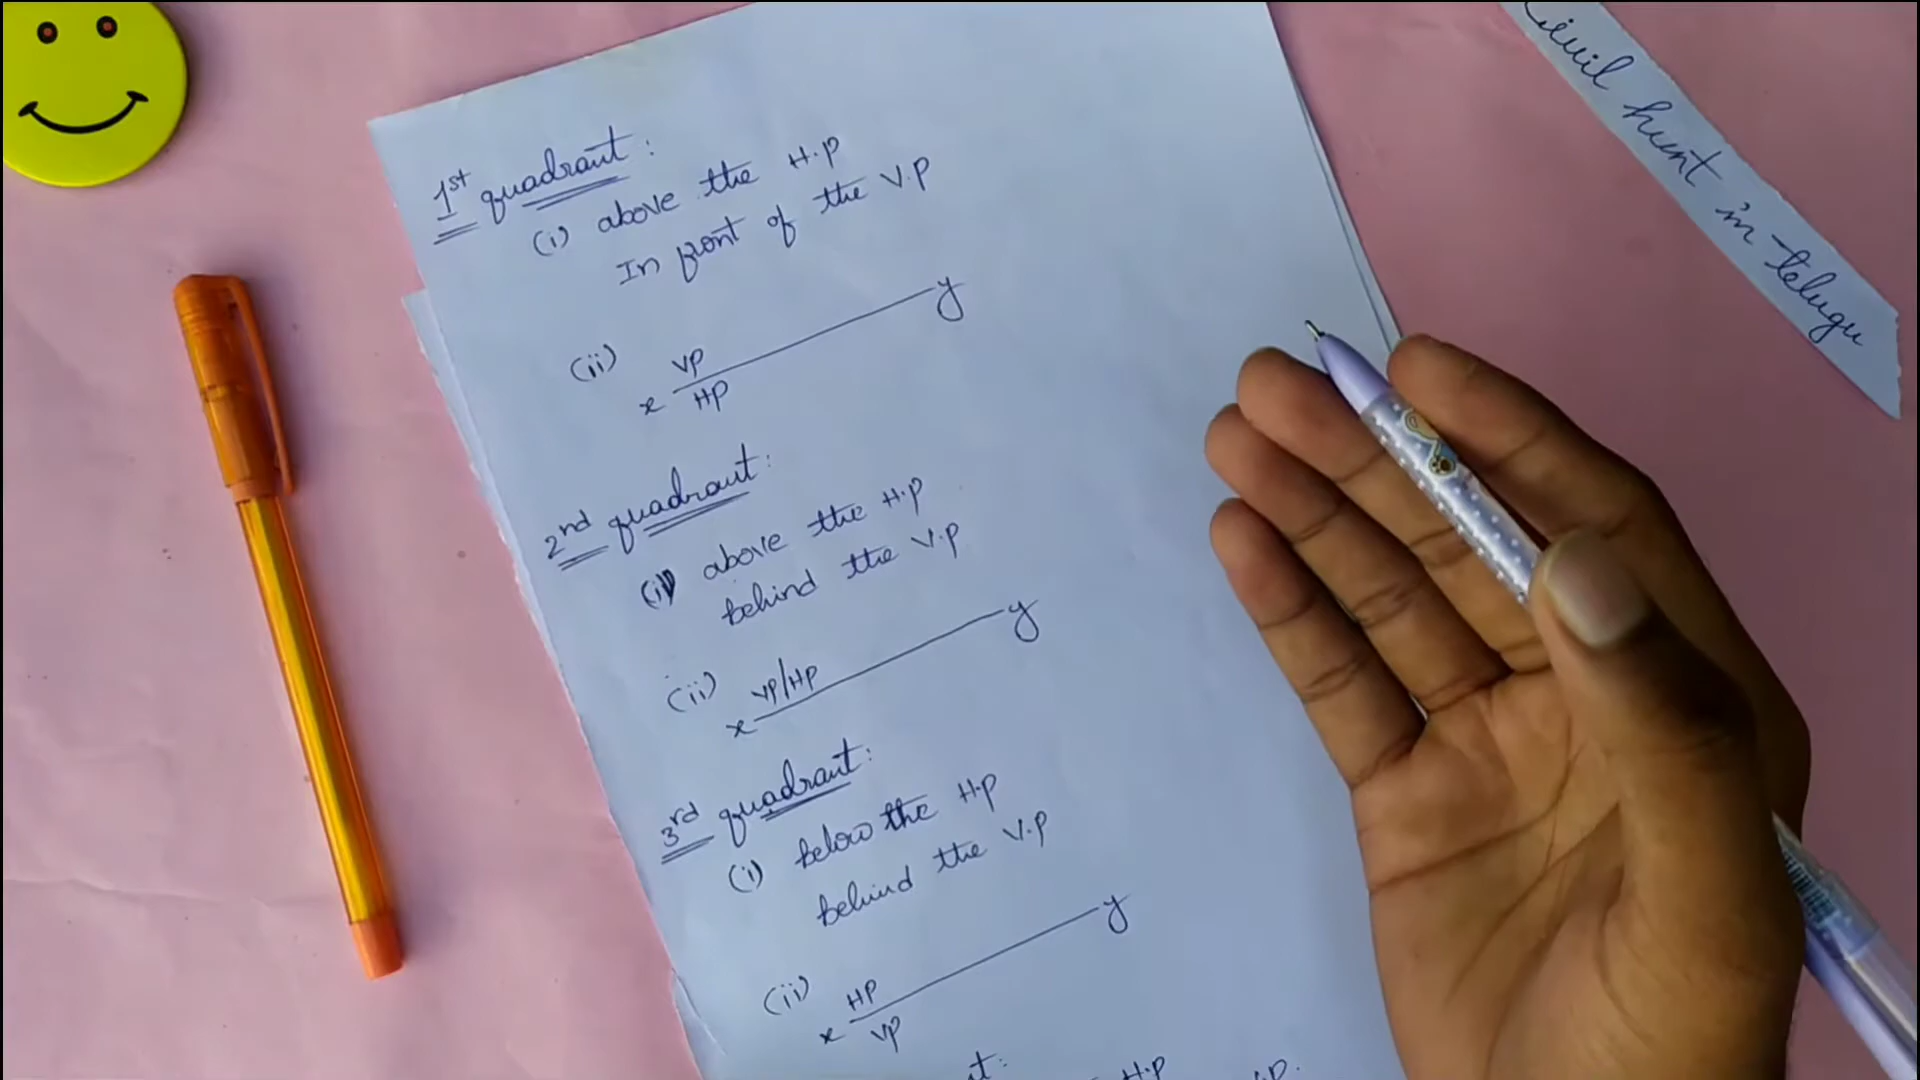 1st quadrant:
(i) above the H.P
In front of the V.P
(ii) x VP/HP y
2nd quadrant:
(i) above the H.P
behind the V.P
(ii) x VP/HP y
3rd quadrant:
(i) below the H.P
behind the V.P
(ii) x HP/VP y
H.P
Civil hunt in telugu